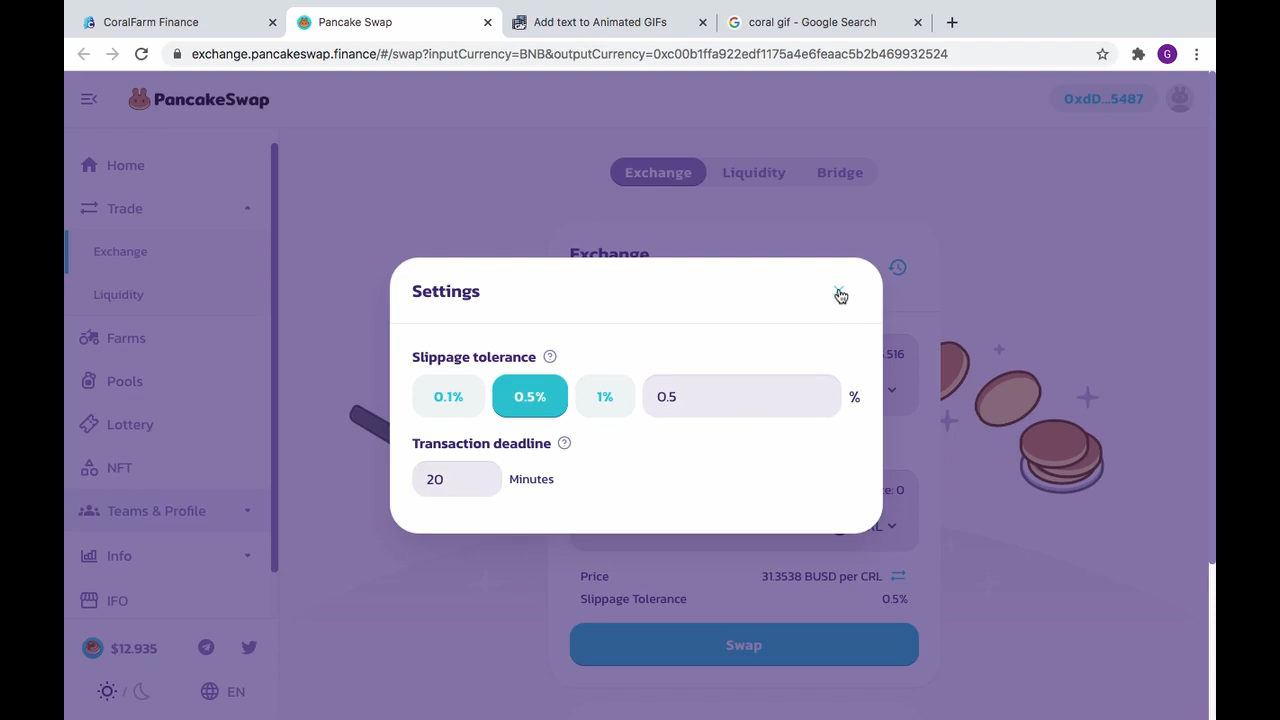 CoralFarm Finance
Pancake Swap
Add text to Animated GIFs
coral gif - Google Search
exchange.pancakeswap.finance/#/swap?inputCurrency=BNB&outputCurrency=0xc00b1ffa922edf1175a4e6feaac5b2b469932524
G
PancakeSwap
0xdD...5487
Home
Trade
Exchange
Liquidity
Farms
Pools
Lottery
NFT
Teams & Profile
Info
IFO
$12.935
/
EN
Exchange Liquidity Bridge
Exchange
Settings
Slippage tolerance ?
0.1% 0.5% 1% 0.5 %
Transaction deadline ?
20 Minutes
.516
e: 0
Price 31.3538 BUSD per CRL
Slippage Tolerance 0.5%
Swap